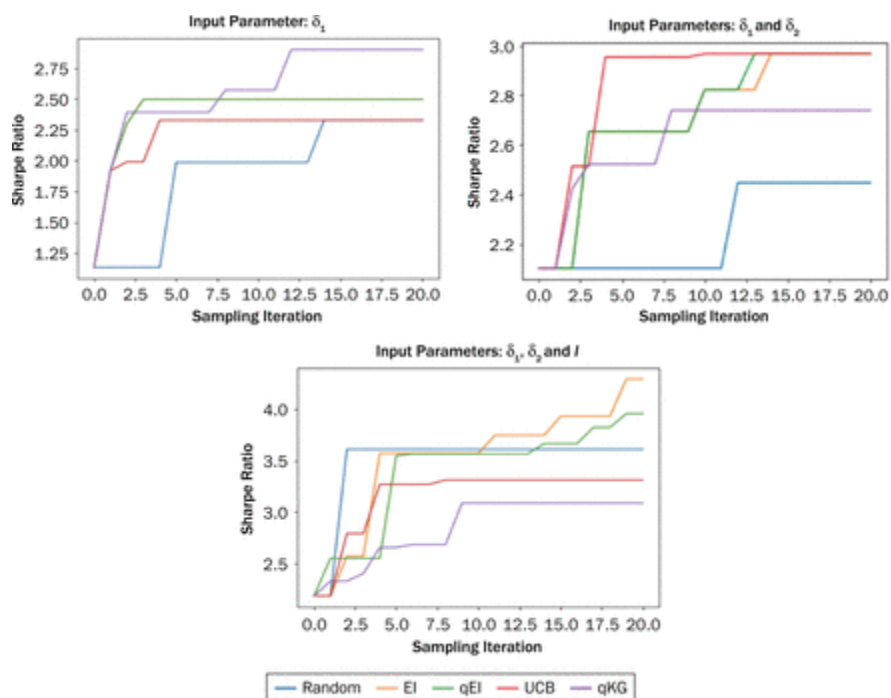 Input Parameter: δ₁
Sharpe Ratio
2.75
2.50
2.25
2.00
1.75
1.50
1.25
0.0 2.5 5.0 7.5 10.0 12.5 15.0 17.5 20.0
Sampling Iteration
Input Parameters: δ₁ and δ₂
Sharpe Ratio
3.0
2.8
2.6
2.4
2.2
0.0 2.5 5.0 7.5 10.0 12.5 15.0 17.5 20.0
Sampling Iteration
Input Parameters: δ₁, δ₂ and I
Sharpe Ratio
4.0
3.5
3.0
2.5
0.0 2.5 5.0 7.5 10.0 12.5 15.0 17.5 20.0
Sampling Iteration
Random EI qEI UCB qKG